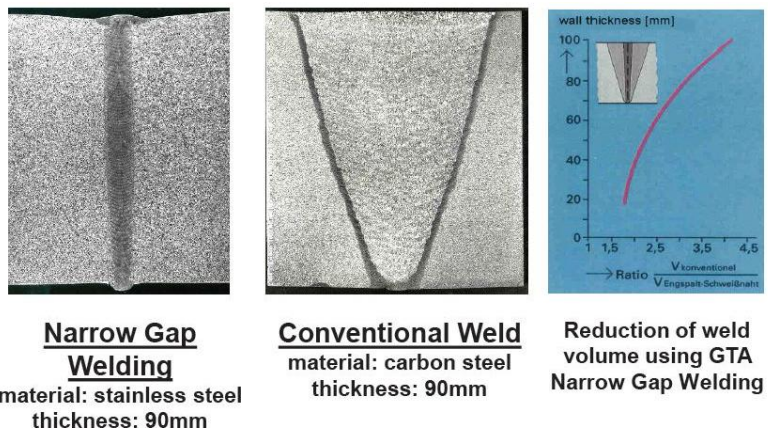 Narrow Gap
Welding
material: stainless steel
thickness: 90mm
Conventional Weld
material: carbon steel
thickness: 90mm
wall thickness [mm]
100
80
60
40
20
0
1 1,5 2,5 3,5 4,5
Ratio V konventionel
V Engspalt-Schweißnaht
Reduction of weld
volume using GTA
Narrow Gap Welding